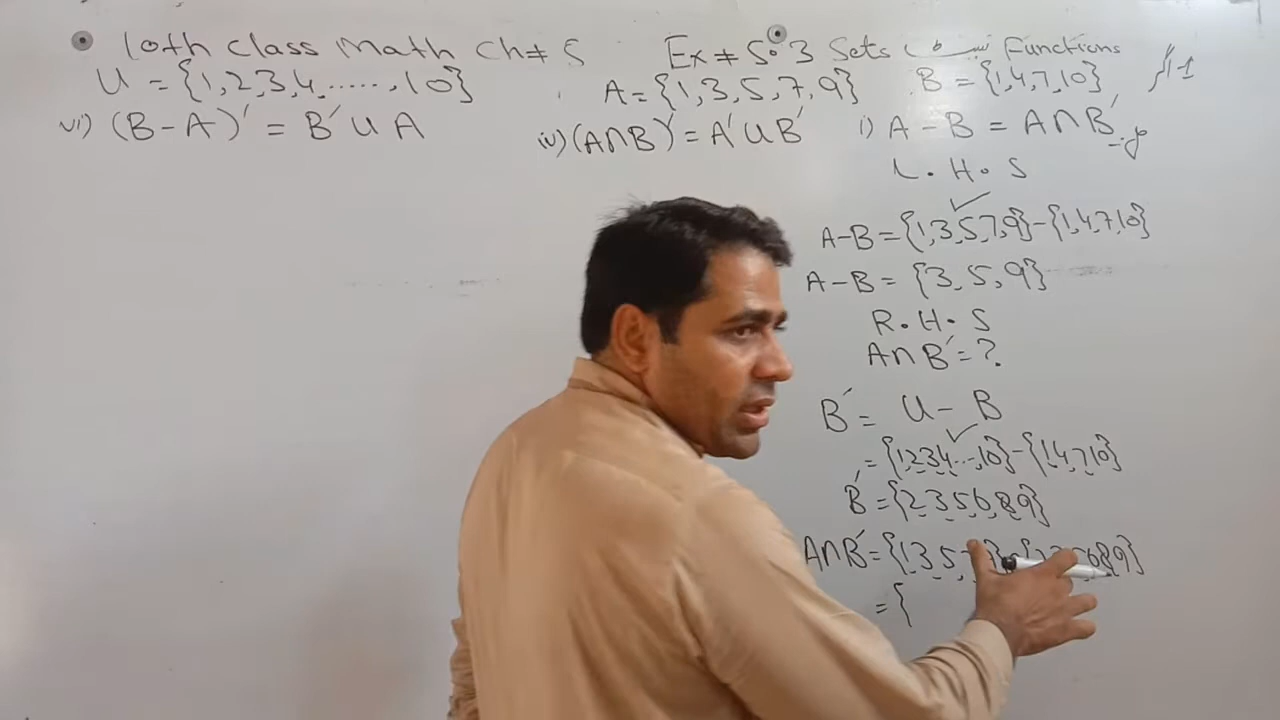 10th class Math Ch# 5 Ex # 5.3 Sets Functions
U = {1,2,3,4.....,10} A={1,3,5,7,9} B={1,4,7,10}
vi) (B-A)′ = B′ ∪ A iv) (A∩B)′ = A′∪B′ i) A - B = A∩B′
L.H.S
A-B={1,3,5,7,9}-{1,4,7,10}
A-B = {3,5,9}
R.H.S
A∩B′=?
B′= U- B
={1,2,3,4...,10}-{1,4,7,10}
B′={2,3,5,6,8,9}
A∩B′={1,3,5
={